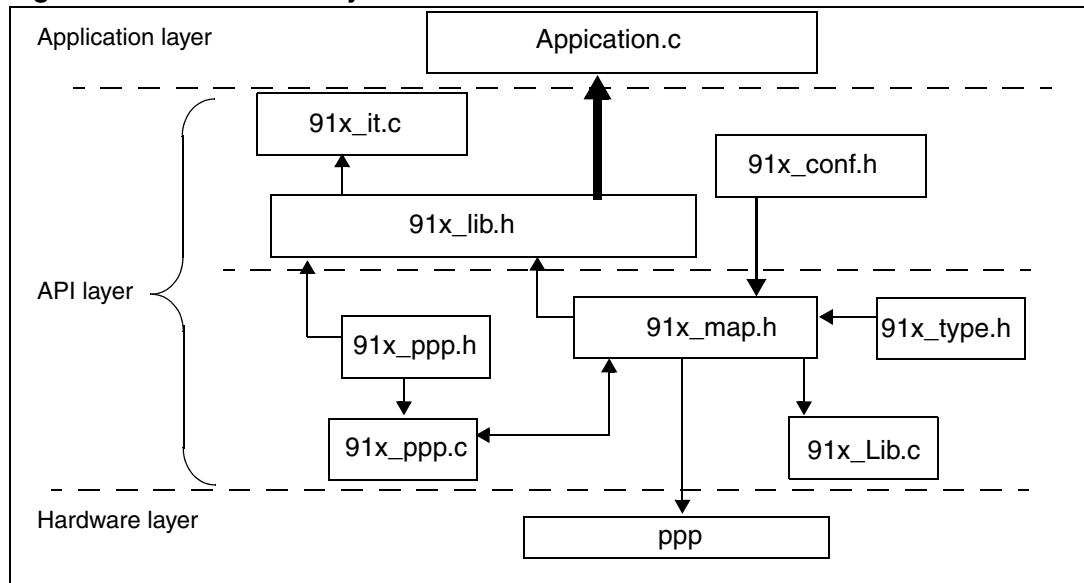 Application layer
Appication.c
91x_it.c
91x_conf.h
91x_lib.h
API layer
91x_map.h
91x_type.h
91x_ppp.h
91x_ppp.c
91x_Lib.c
Hardware layer
ppp